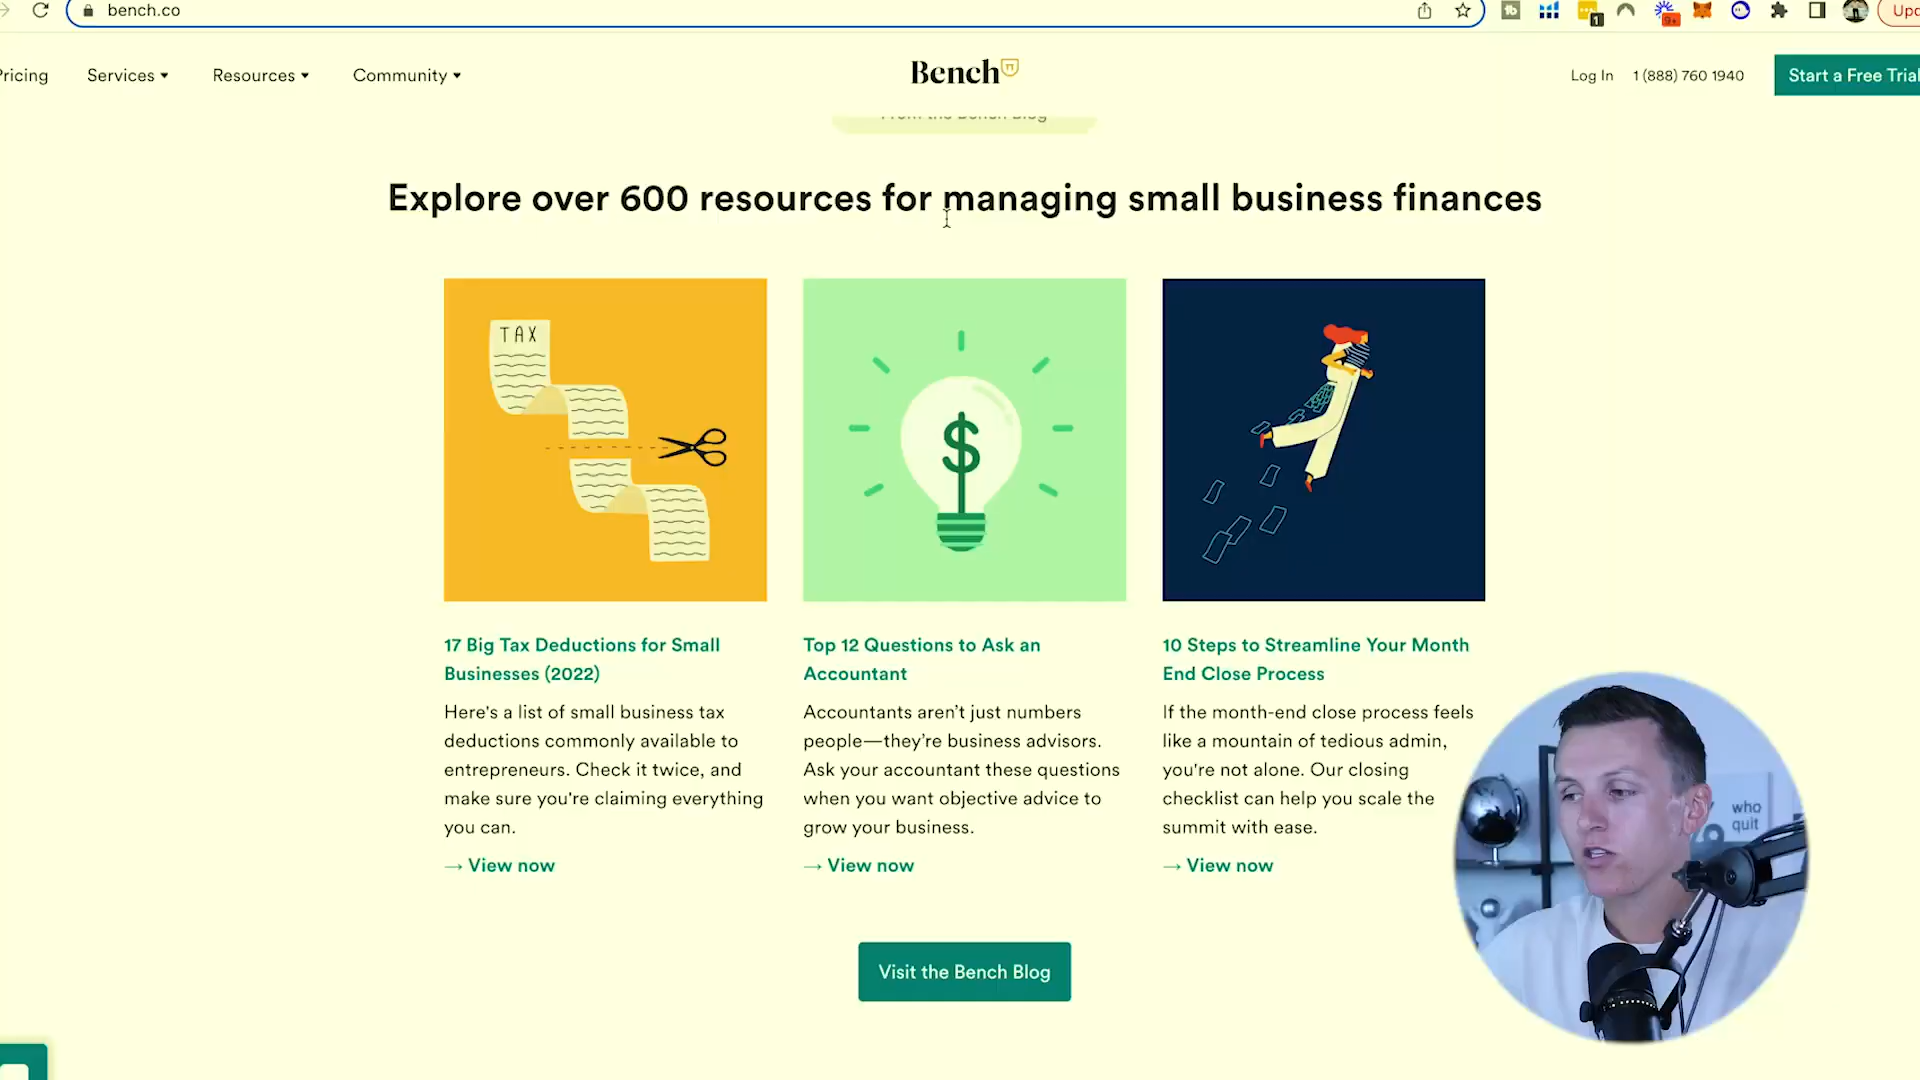 bench.co
1
9+
Pricing
Services
Resources
Community
Bench
Log In
1 (888) 760 1940
Start a Free Trial
From the Bench Blog
Explore over 600 resources for managing small business finances
TAX
$
17 Big Tax Deductions for Small
Businesses (2022)
Here's a list of small business tax
deductions commonly available to
entrepreneurs. Check it twice, and
make sure you're claiming everything
you can.
→ View now
Top 12 Questions to Ask an
Accountant
Accountants aren’t just numbers
people—they’re business advisors.
Ask your accountant these questions
when you want objective advice to
grow your business.
→ View now
10 Steps to Streamline Your Month
End Close Process
If the month-end close process feels
like a mountain of tedious admin,
you're not alone. Our closing
checklist can help you scale the
summit with ease.
→ View now
who
quit
Visit the Bench Blog